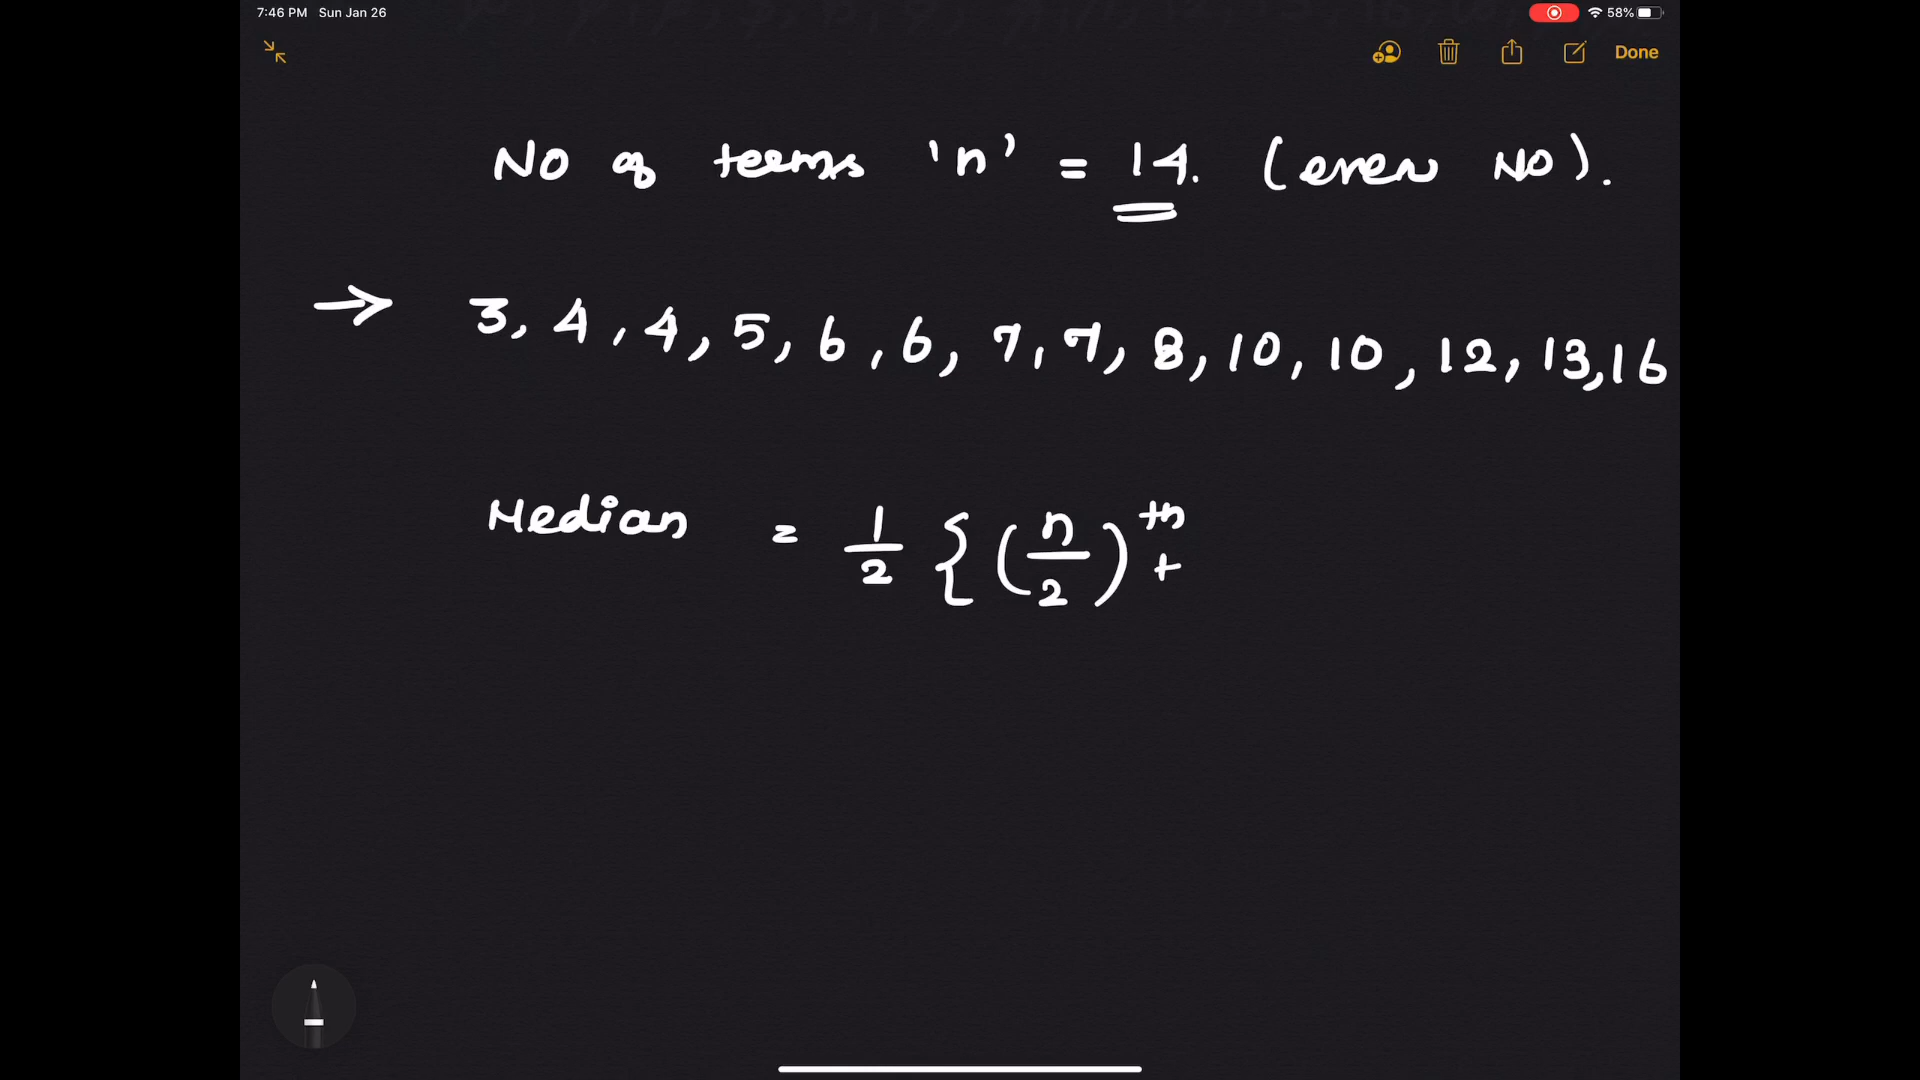 7:46 PM Sun Jan 26 58%
Done
No of terms 'n' = 14. (even No).
→ 3, 4, 4, 5, 6, 6, 7, 7, 8, 10, 10, 12, 13, 16
Median = 1/2 { (n/2)th +